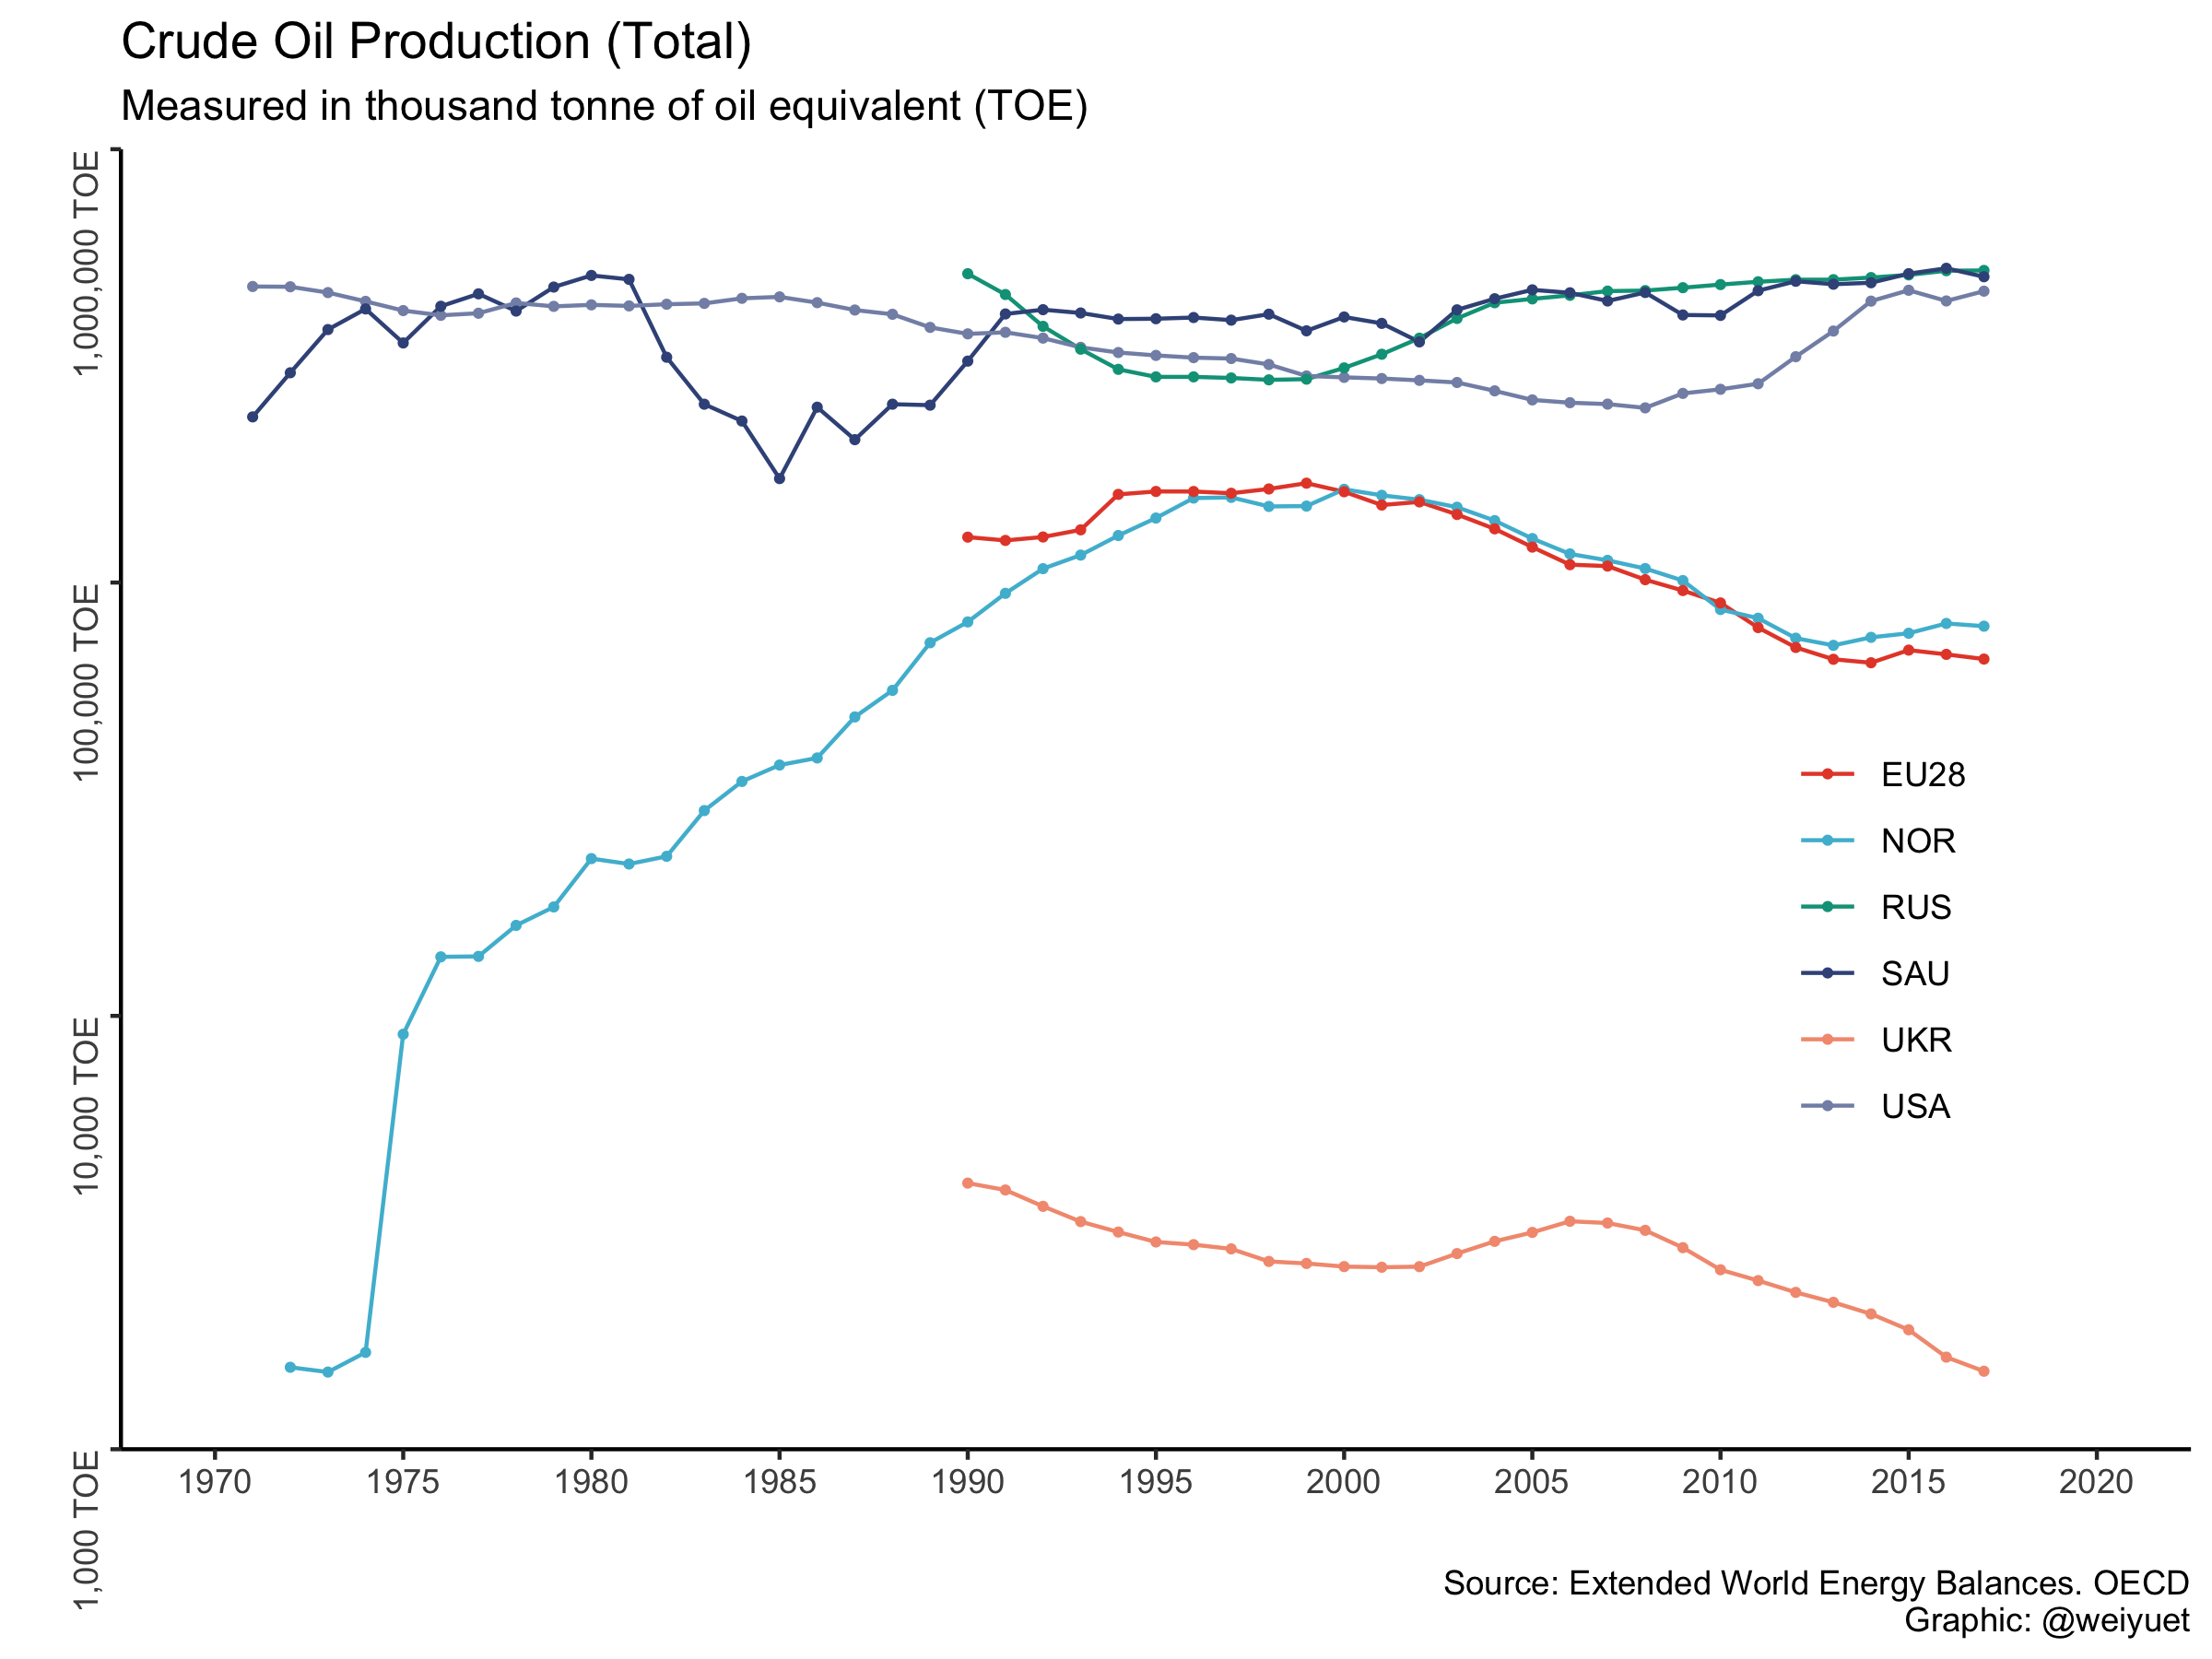 Crude Oil Production (Total)
Measured in thousand tonne of oil equivalent (TOE)
1,000,000 TOE
100,000 TOE
10,000 TOE
1,000 TOE
EU28
NOR
RUS
SAU
UKR
USA
1970 1975 1980 1985 1990 1995 2000 2005 2010 2015 2020
Source: Extended World Energy Balances. OECD
Graphic: @weiyuet